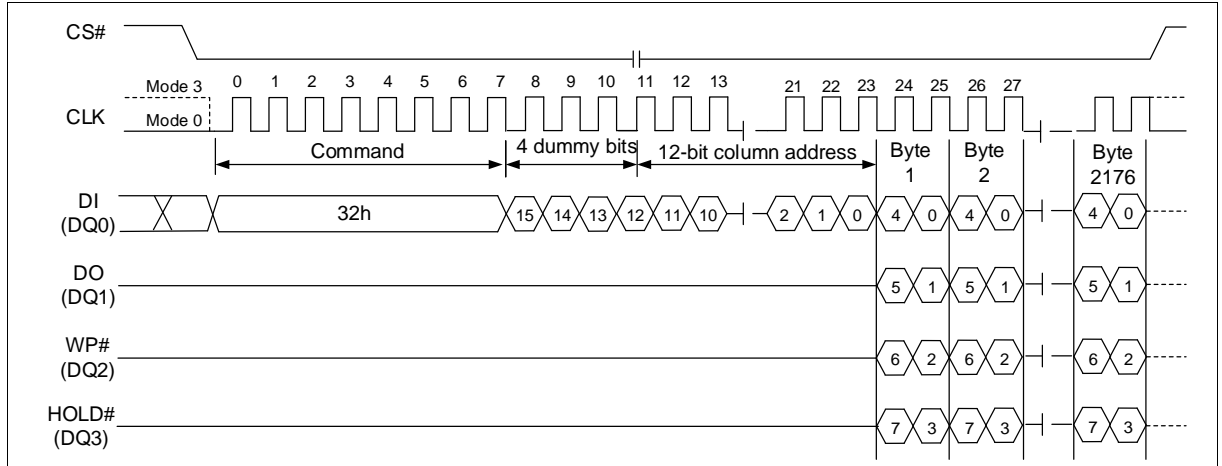 CS#
Mode 3 0 1 2 3 4 5 6 7 8 9 10 11 12 13 21 22 23 24 25 26 27
CLK
Mode 0
Command 4 dummy bits 12-bit column address Byte 1 Byte 2 Byte 2176
DI
(DQ0)
32h 15 14 13 12 11 10 2 1 0 4 0 4 0 4 0
DO
(DQ1)
5 1 5 1 5 1
WP#
(DQ2)
6 2 6 2 6 2
HOLD#
(DQ3)
7 3 7 3 7 3